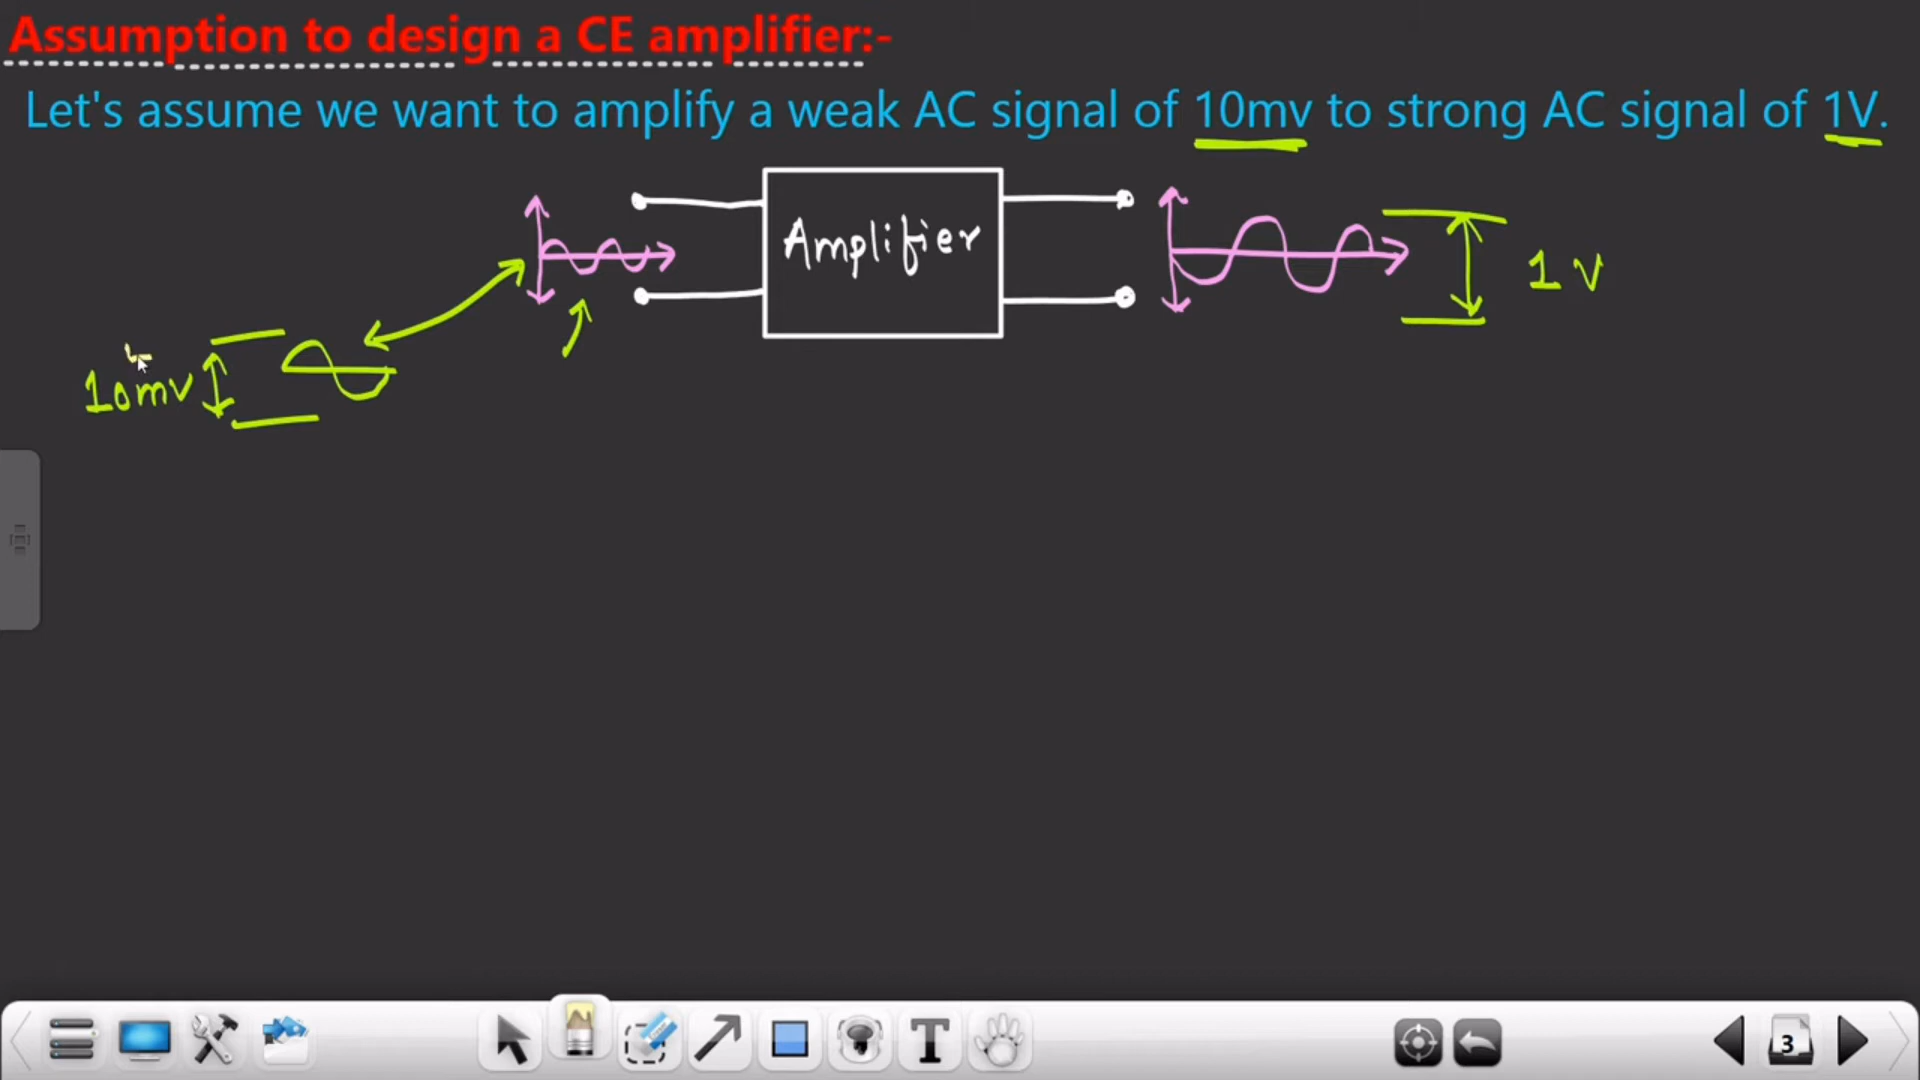 Assumption to design a CE amplifier:-
Let's assume we want to amplify a weak AC signal of 10mv to strong AC signal of 1V.
Amplifier
1 V
10mV
T
3